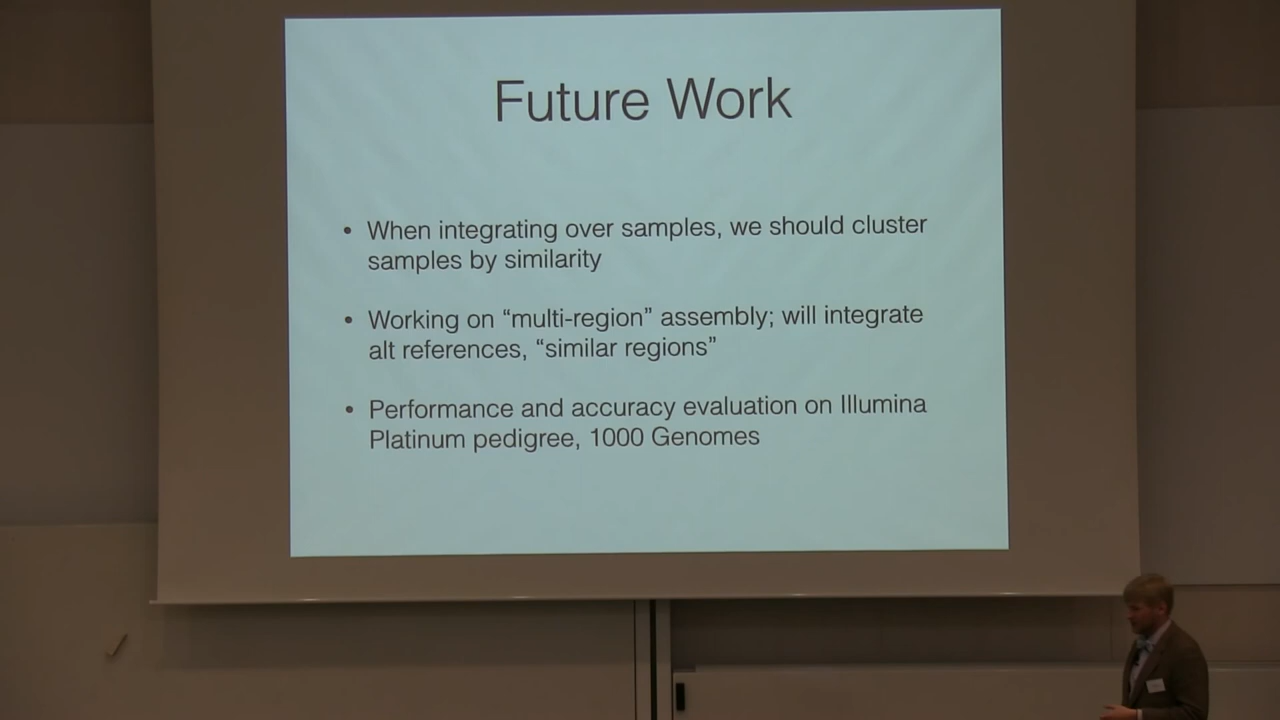 Future Work
• When integrating over samples, we should cluster
samples by similarity
• Working on “multi-region” assembly; will integrate
alt references, “similar regions”
• Performance and accuracy evaluation on Illumina
Platinum pedigree, 1000 Genomes